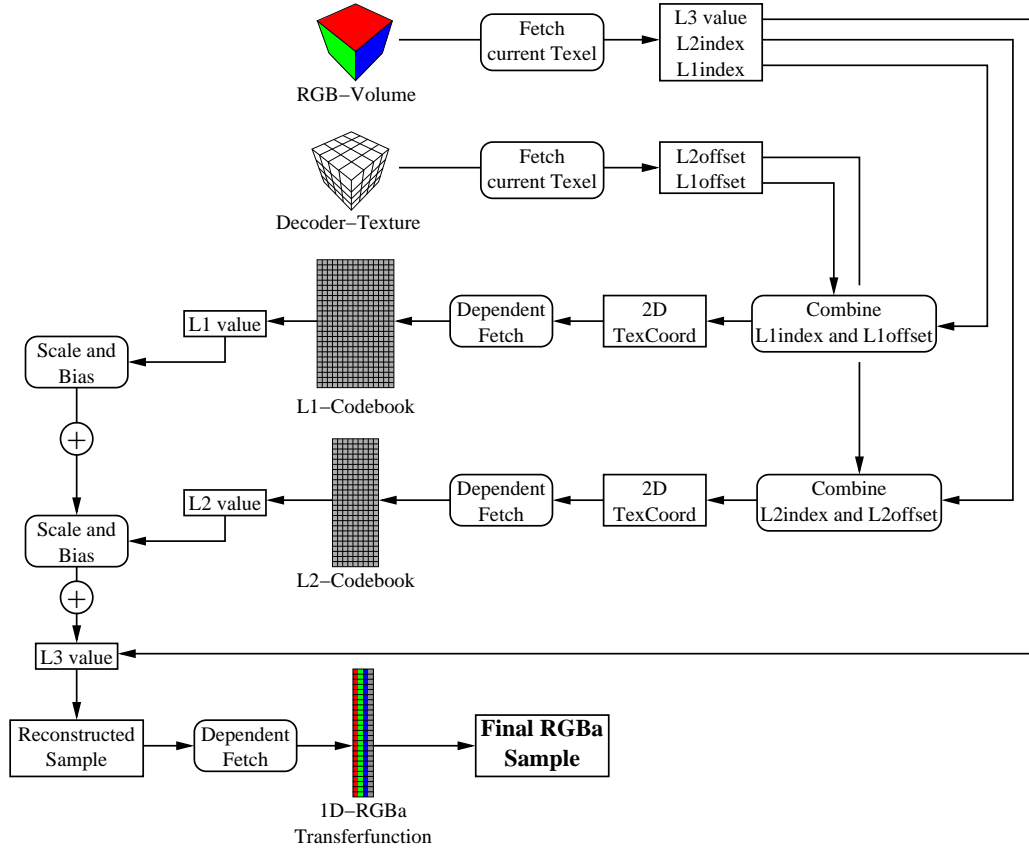 Fetch
current Texel
L3 value
L2index
L1index
RGB−Volume
Fetch
current Texel
L2offset
L1offset
Decoder−Texture
L1 value
Dependent
Fetch
2D
TexCoord
Combine
L1index and L1offset
Scale and
Bias
L1−Codebook
+
L2 value
Dependent
Fetch
2D
TexCoord
Combine
L2index and L2offset
Scale and
Bias
L2−Codebook
+
L3 value
Reconstructed
Sample
Dependent
Fetch
Final RGBa
Sample
1D−RGBa
Transferfunction